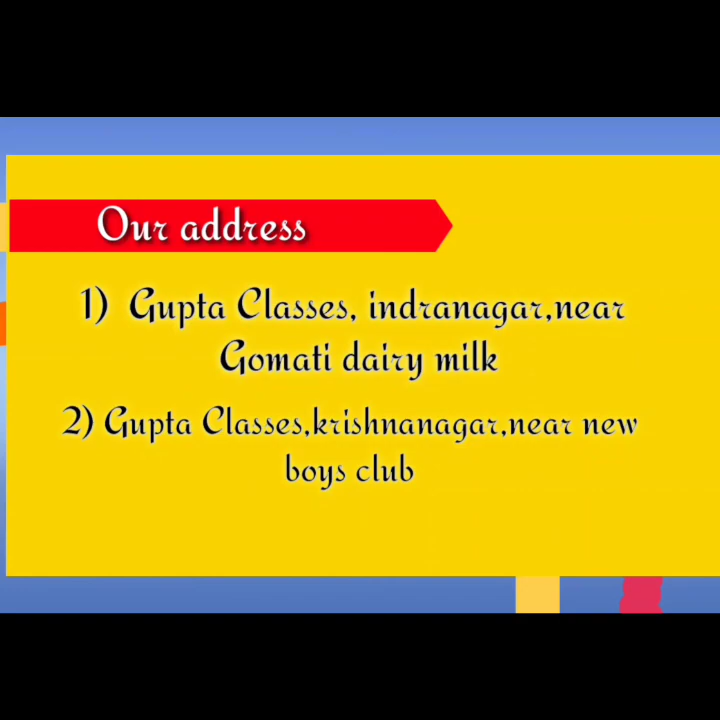 Our address
1) Gupta Classes, indranagar,near
Gomati dairy milk
2) Gupta Classes,krishnanagar,near new
boys club